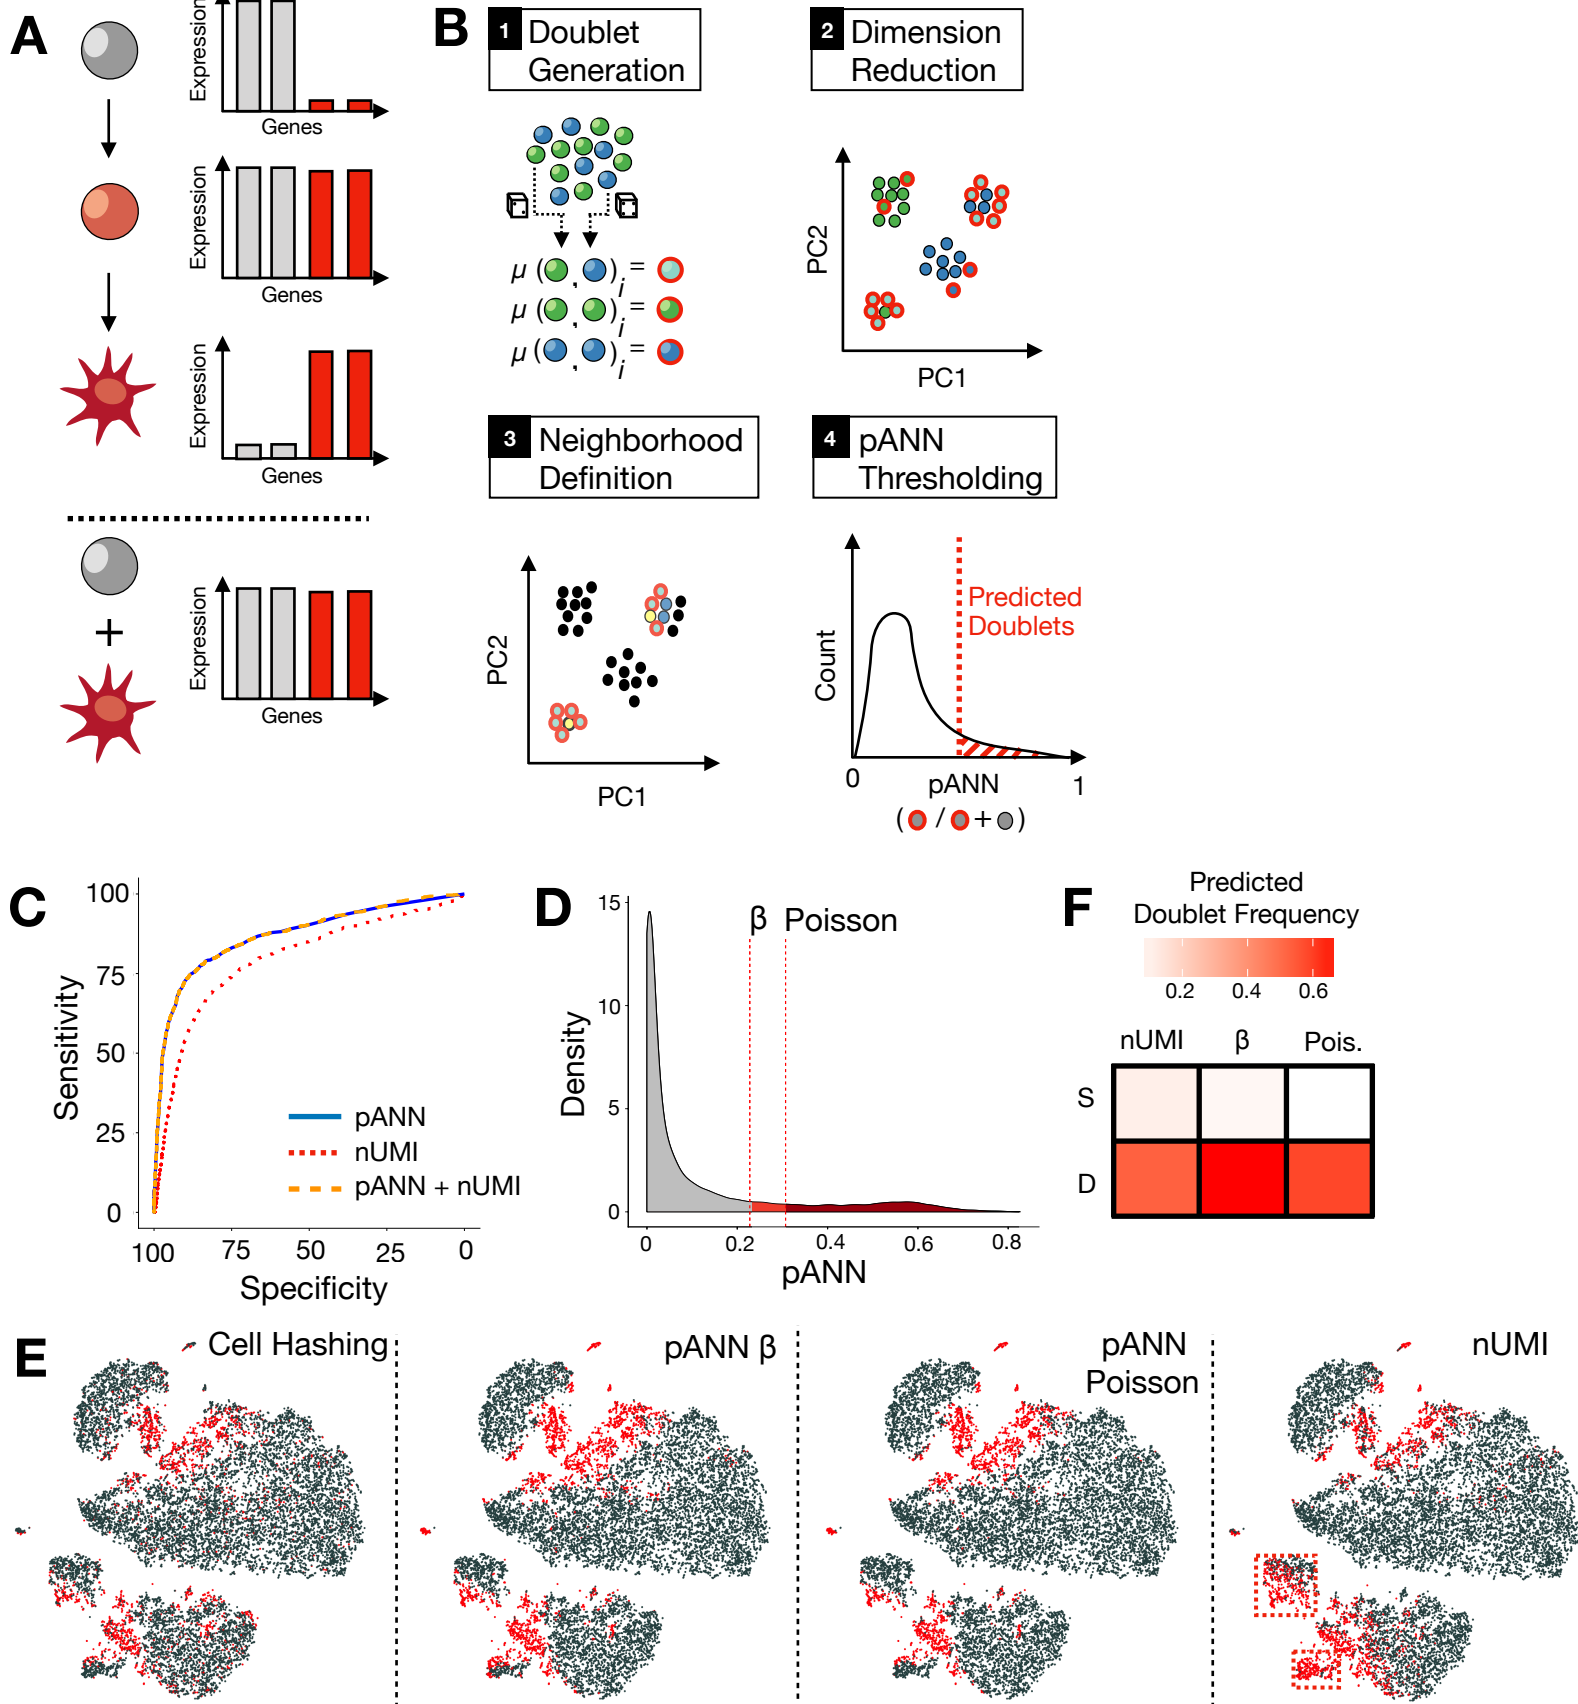 A
Expression
Genes
Expression
Genes
Expression
Genes
+
Expression
Genes
B
1 Doublet
Generation
μ ( , )i =
μ ( , )i =
μ ( , )i =
2 Dimension
Reduction
PC2
PC1
3 Neighborhood
Definition
PC2
PC1
4 pANN
Thresholding
Predicted
Doublets
Count
0 1
pANN
( / + )
C
100
75
50
25
0
Sensitivity
pANN
nUMI
pANN + nUMI
100 75 50 25 0
Specificity
D
β Poisson
15
10
5
0
Density
0 0.2 0.4 0.6 0.8
pANN
F
Predicted
Doublet Frequency
0.2 0.4 0.6
nUMI β Pois.
S
D
E
Cell Hashing
pANN β
pANN
Poisson
nUMI